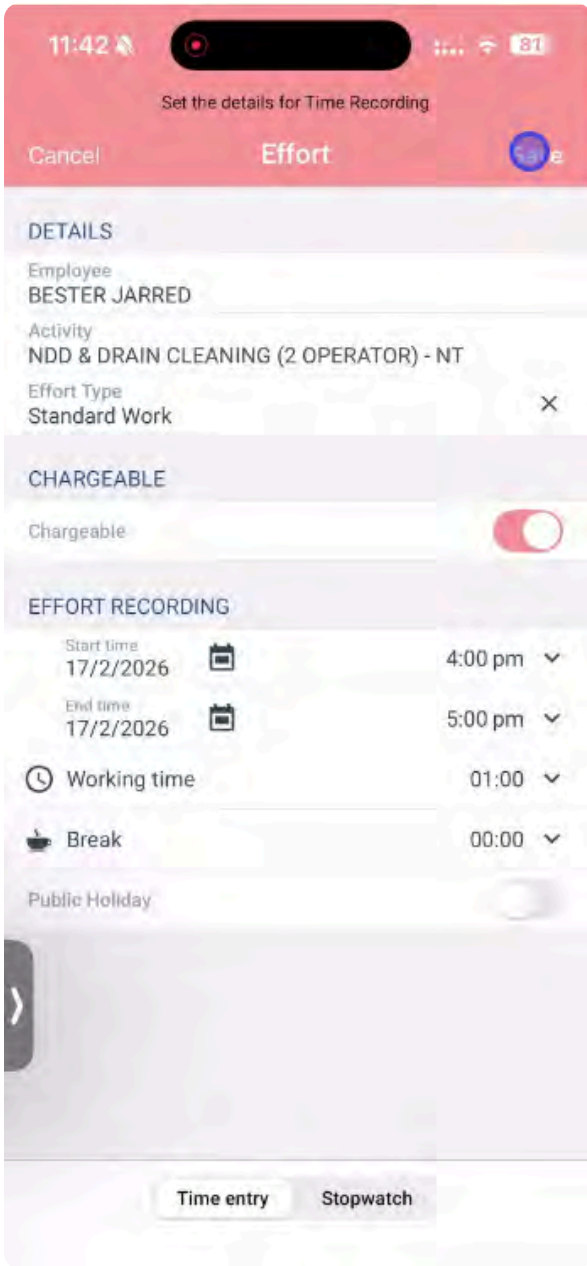 11:42
81
Set the details for Time Recording
Cancel Effort Save
DETAILS
Employee
BESTER JARRED
Activity
NDD & DRAIN CLEANING (2 OPERATOR) - NT
Effort Type
Standard Work
CHARGEABLE
Chargeable
EFFORT RECORDING
Start time
17/2/2026 4:00 pm
End time
17/2/2026 5:00 pm
Working time 01:00
Break 00:00
Public Holiday
Time entry Stopwatch